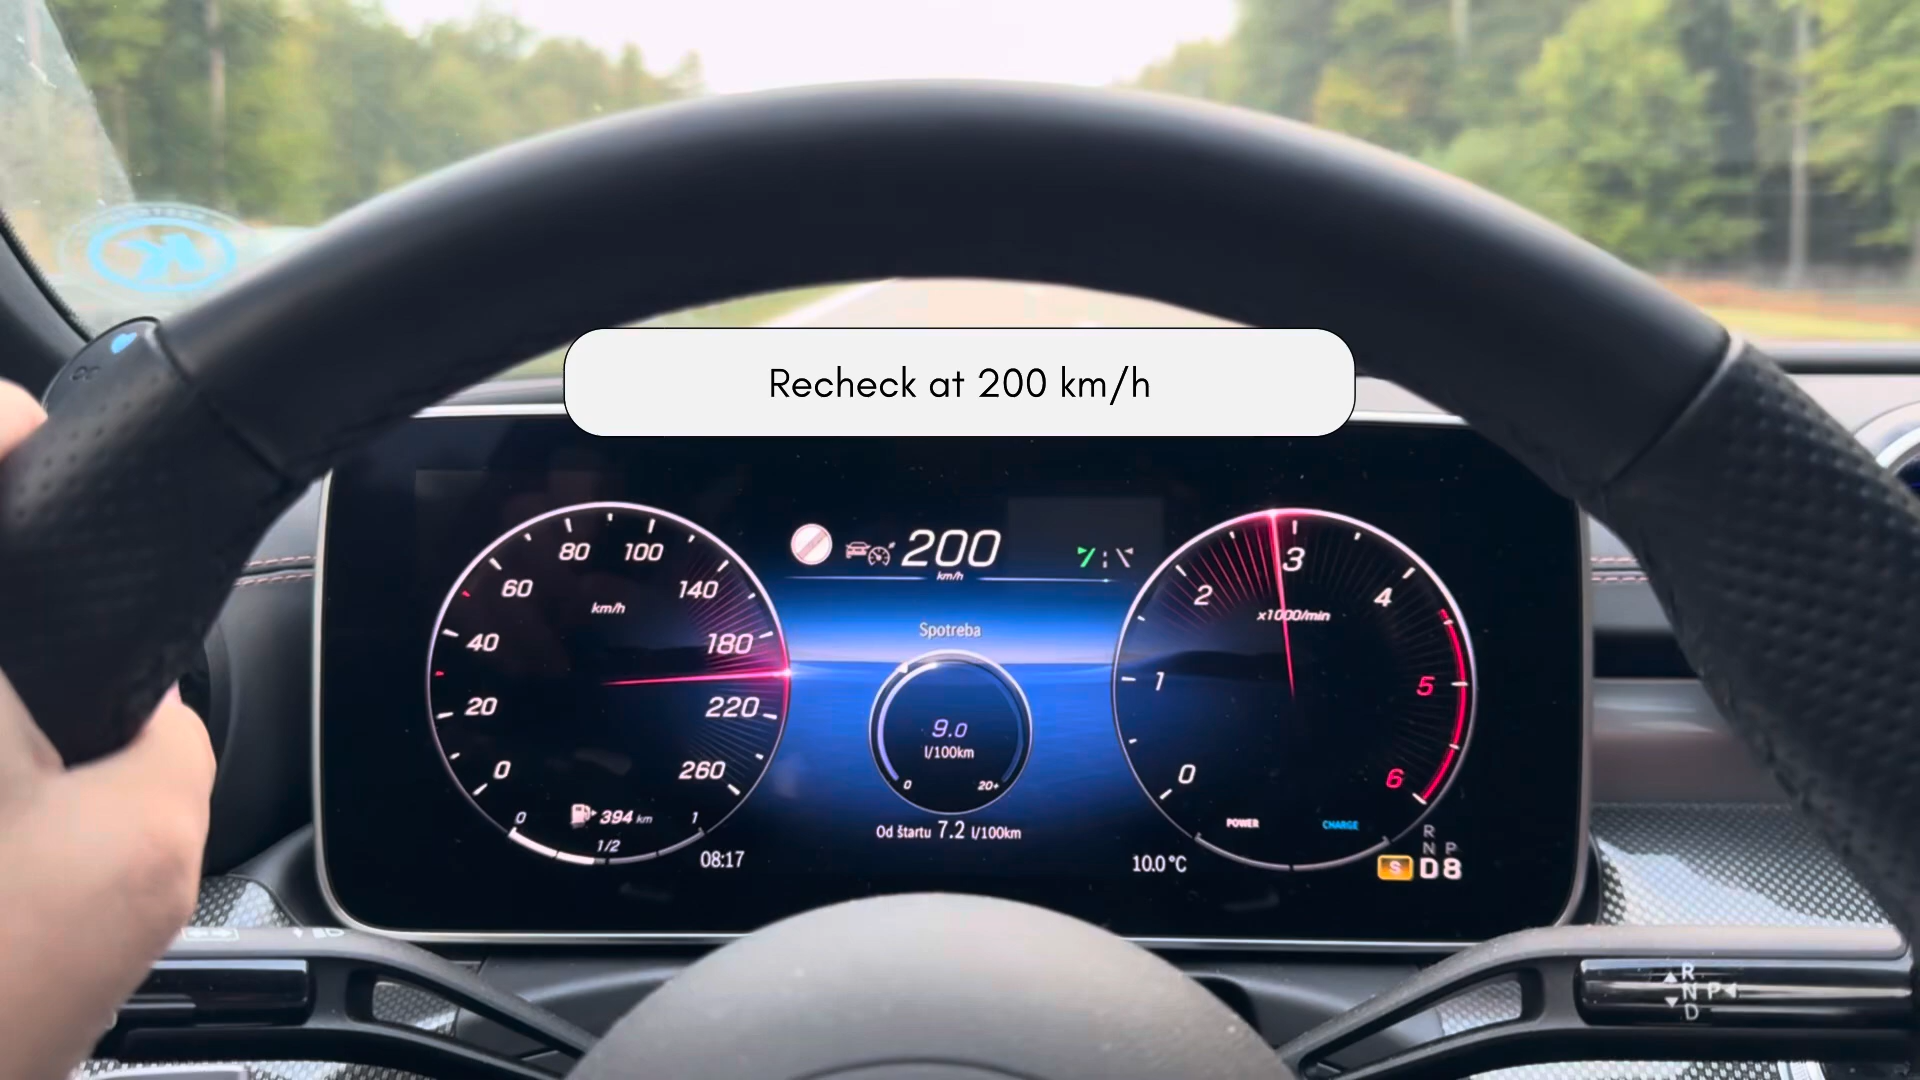 Recheck at 200 km/h
200
km/h
80 100
60 140
km/h
40 180
20 220
0 260
0 394 km 1
1/2
08:17
Spotreba
9.0
l/100km
0 20+
Od štartu 7.2 l/100km
3
2 4
x1000/min
1 5
0 6
POWER CHARGE
10.0°C
R
N P
S D8
R
N P
D